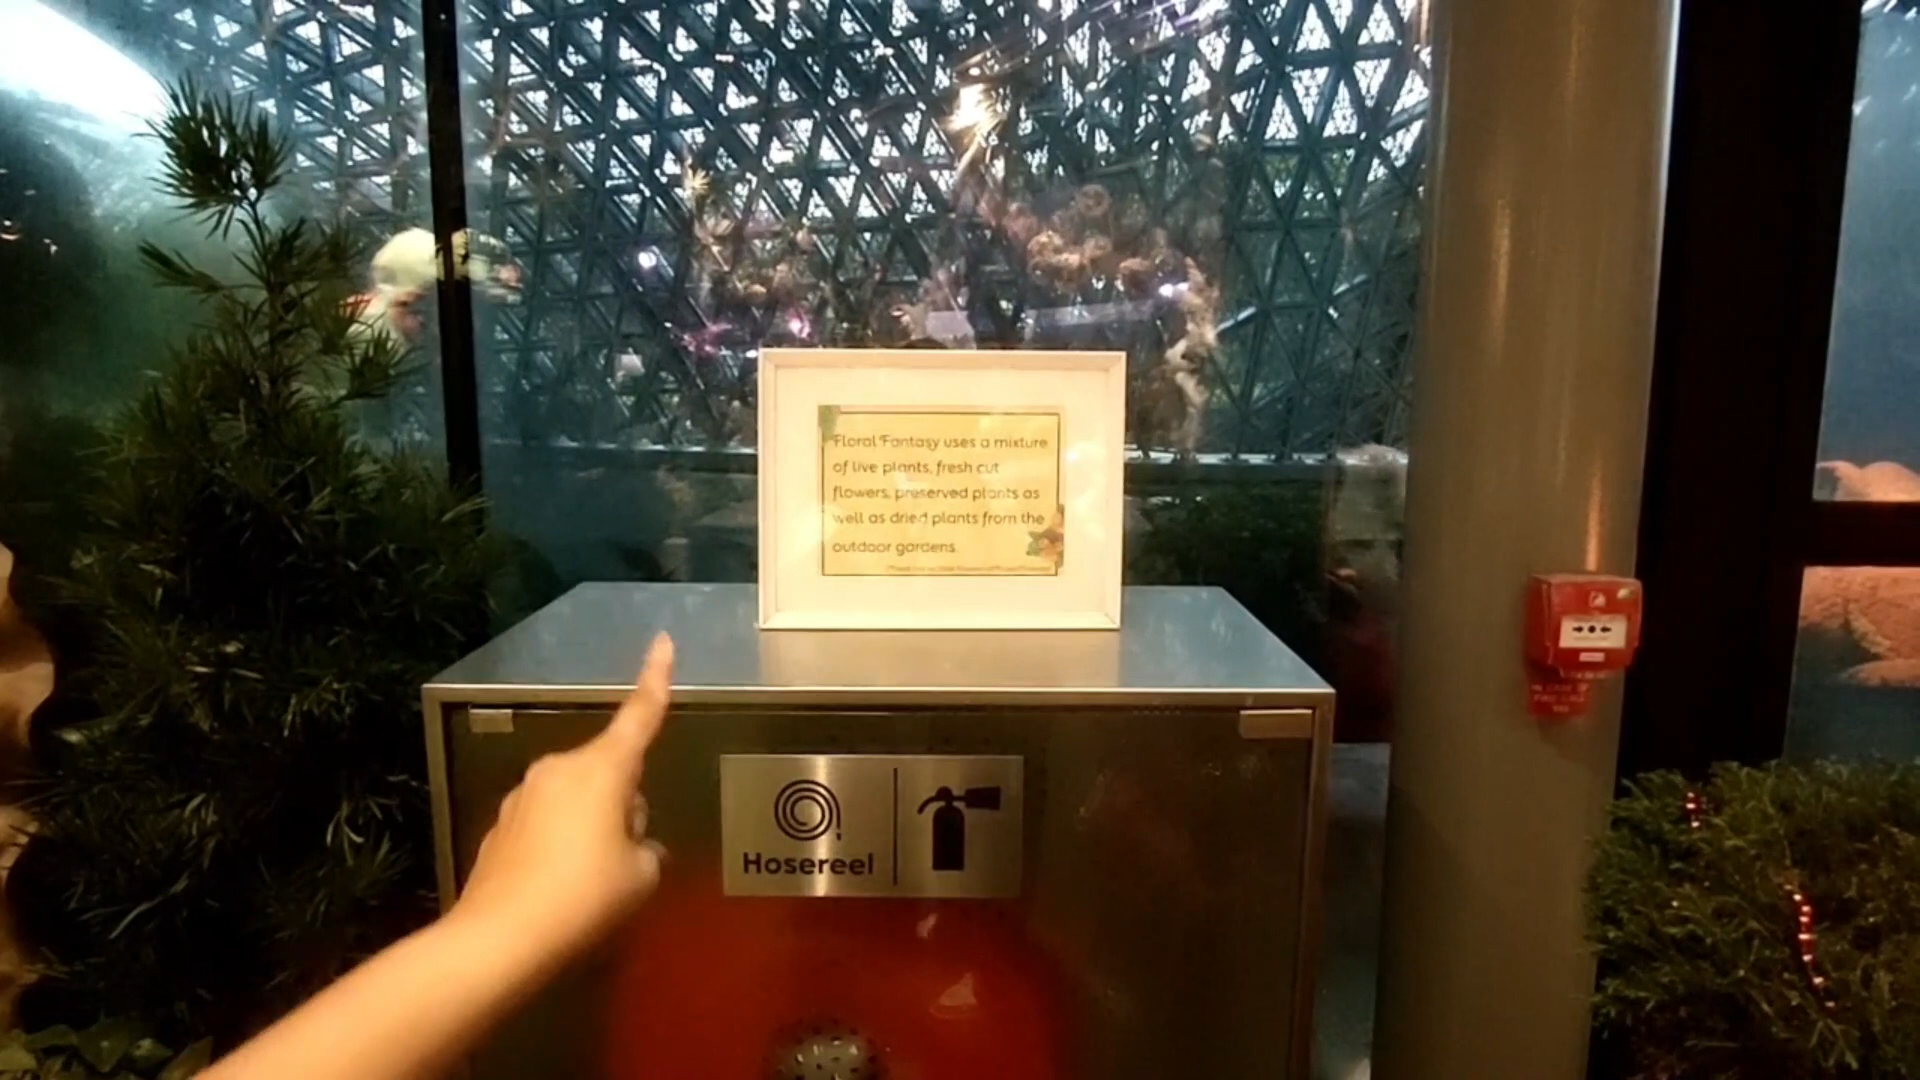 Floral Fantasy uses a mixture
of live plants, fresh cut
flowers, preserved plants as
well as dried plants from the
outdoor gardens.
Hosereel